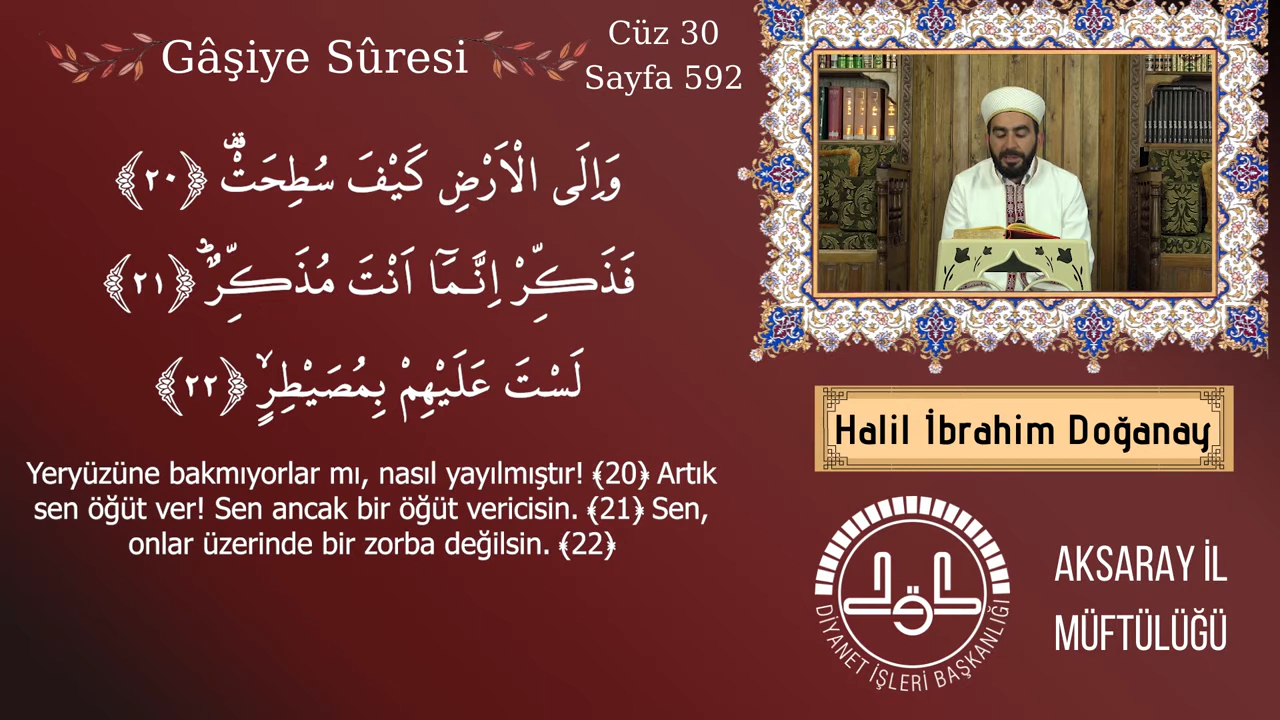 Gâşiye Sûresi
Cüz 30
Sayfa 592
وَاِلَى الْاَرْضِ كَيْفَ سُطِحَتْ۠ ﴿٢٠﴾
فَذَكِّرْ اِنَّمَٓا اَنْتَ مُذَكِّرٌۜ ﴿٢١﴾
لَسْتَ عَلَيْهِمْ بِمُصَيْطِرٍۙ ﴿٢٢﴾
Yeryüzüne bakmıyorlar mı, nasıl yayılmıştır! ﴾20﴿ Artık
sen öğüt ver! Sen ancak bir öğüt vericisin. ﴾21﴿ Sen,
onlar üzerinde bir zorba değilsin. ﴾22﴿
Halil İbrahim Doğanay
DİYANET İŞLERİ BAŞKANLIĞI
AKSARAY İL
MÜFTÜLÜĞÜ